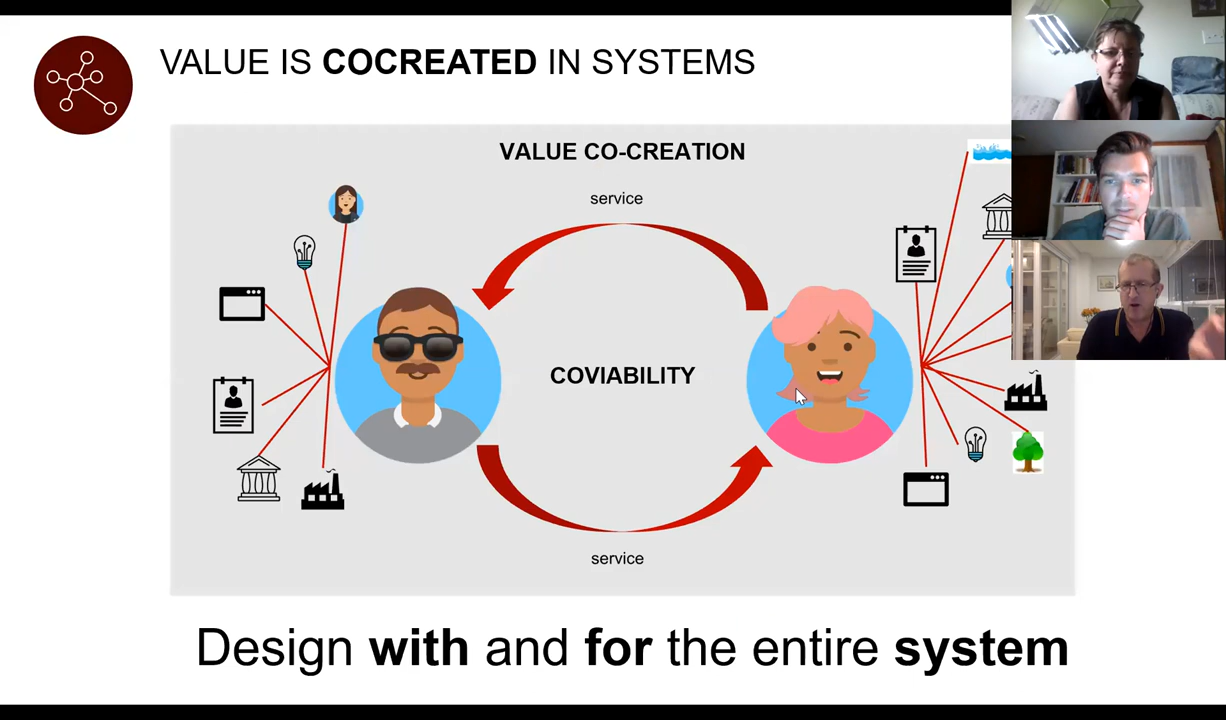 VALUE IS COCREATED IN SYSTEMS
VALUE CO-CREATION
service
COVIABILITY
service
Design with and for the entire system